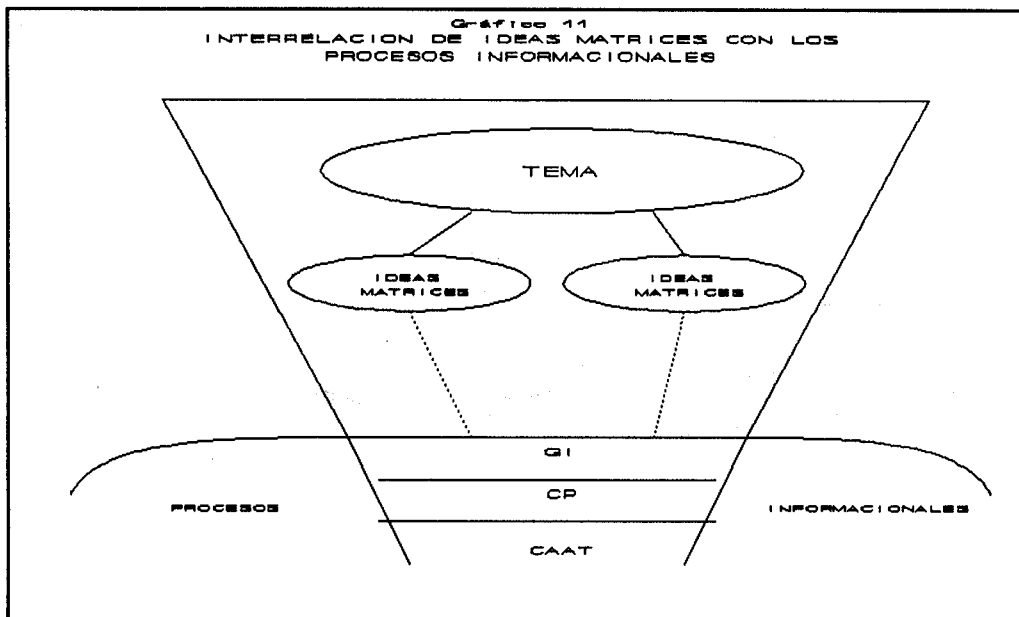 Gráfico 11
INTERRELACION DE IDEAS MATRICES CON LOS
PROCESOS INFORMACIONALES
TEMA
IDEAS
MATRICES
IDEAS
MATRICES
GI
CP
PROCESOS
INFORMACIONALES
CAAT